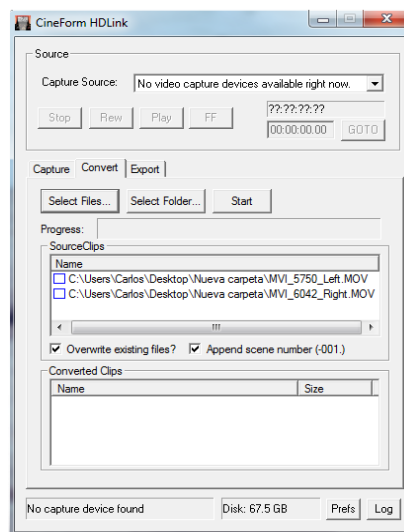 CineForm HDLink
Source
Capture Source: No video capture devices available right now.
Stop Rew Play FF ??:??:??:??
00:00:00.00 GOTO
Capture Convert Export
Select Files... Select Folder... Start
Progress:
SourceClips
Name
C:\Users\Carlos\Desktop\Nueva carpeta\MVI_5750_Left.MOV
C:\Users\Carlos\Desktop\Nueva carpeta\MVI_6042_Right.MOV
Overwrite existing files? Append scene number (-001.)
Converted Clips
Name Size
No capture device found Disk: 67.5 GB Prefs Log